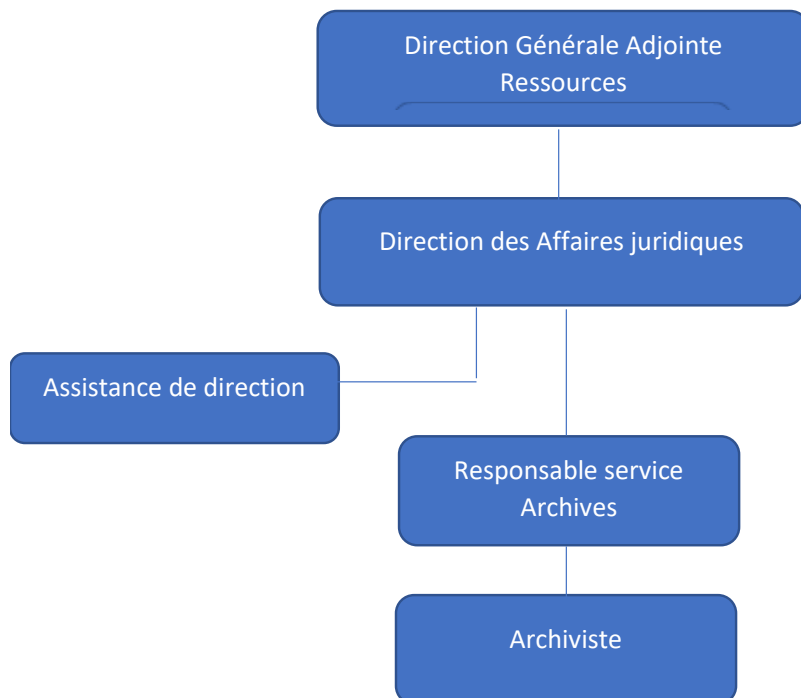 Direction Générale Adjointe
Ressources
Direction des Affaires juridiques
Assistance de direction
Responsable service
Archives
Archiviste